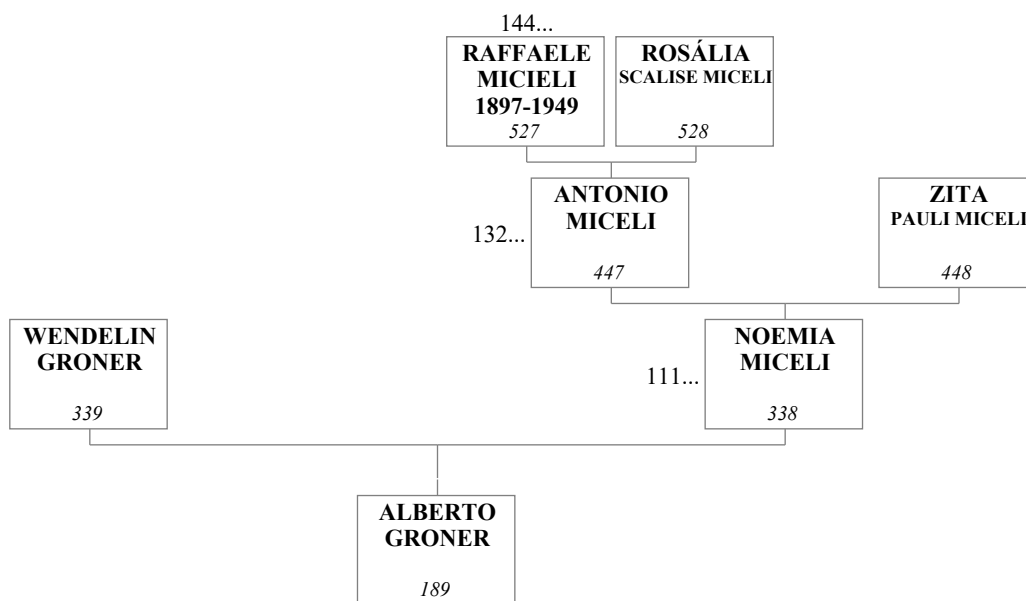 144...
RAFFAELE
MICIELI
1897-1949
527
ROSÁLIA
SCALISE MICELI
528
132...
ANTONIO
MICELI
447
ZITA
PAULI MICELI
448
WENDELIN
GRONER
339
111...
NOEMIA
MICELI
338
ALBERTO
GRONER
189